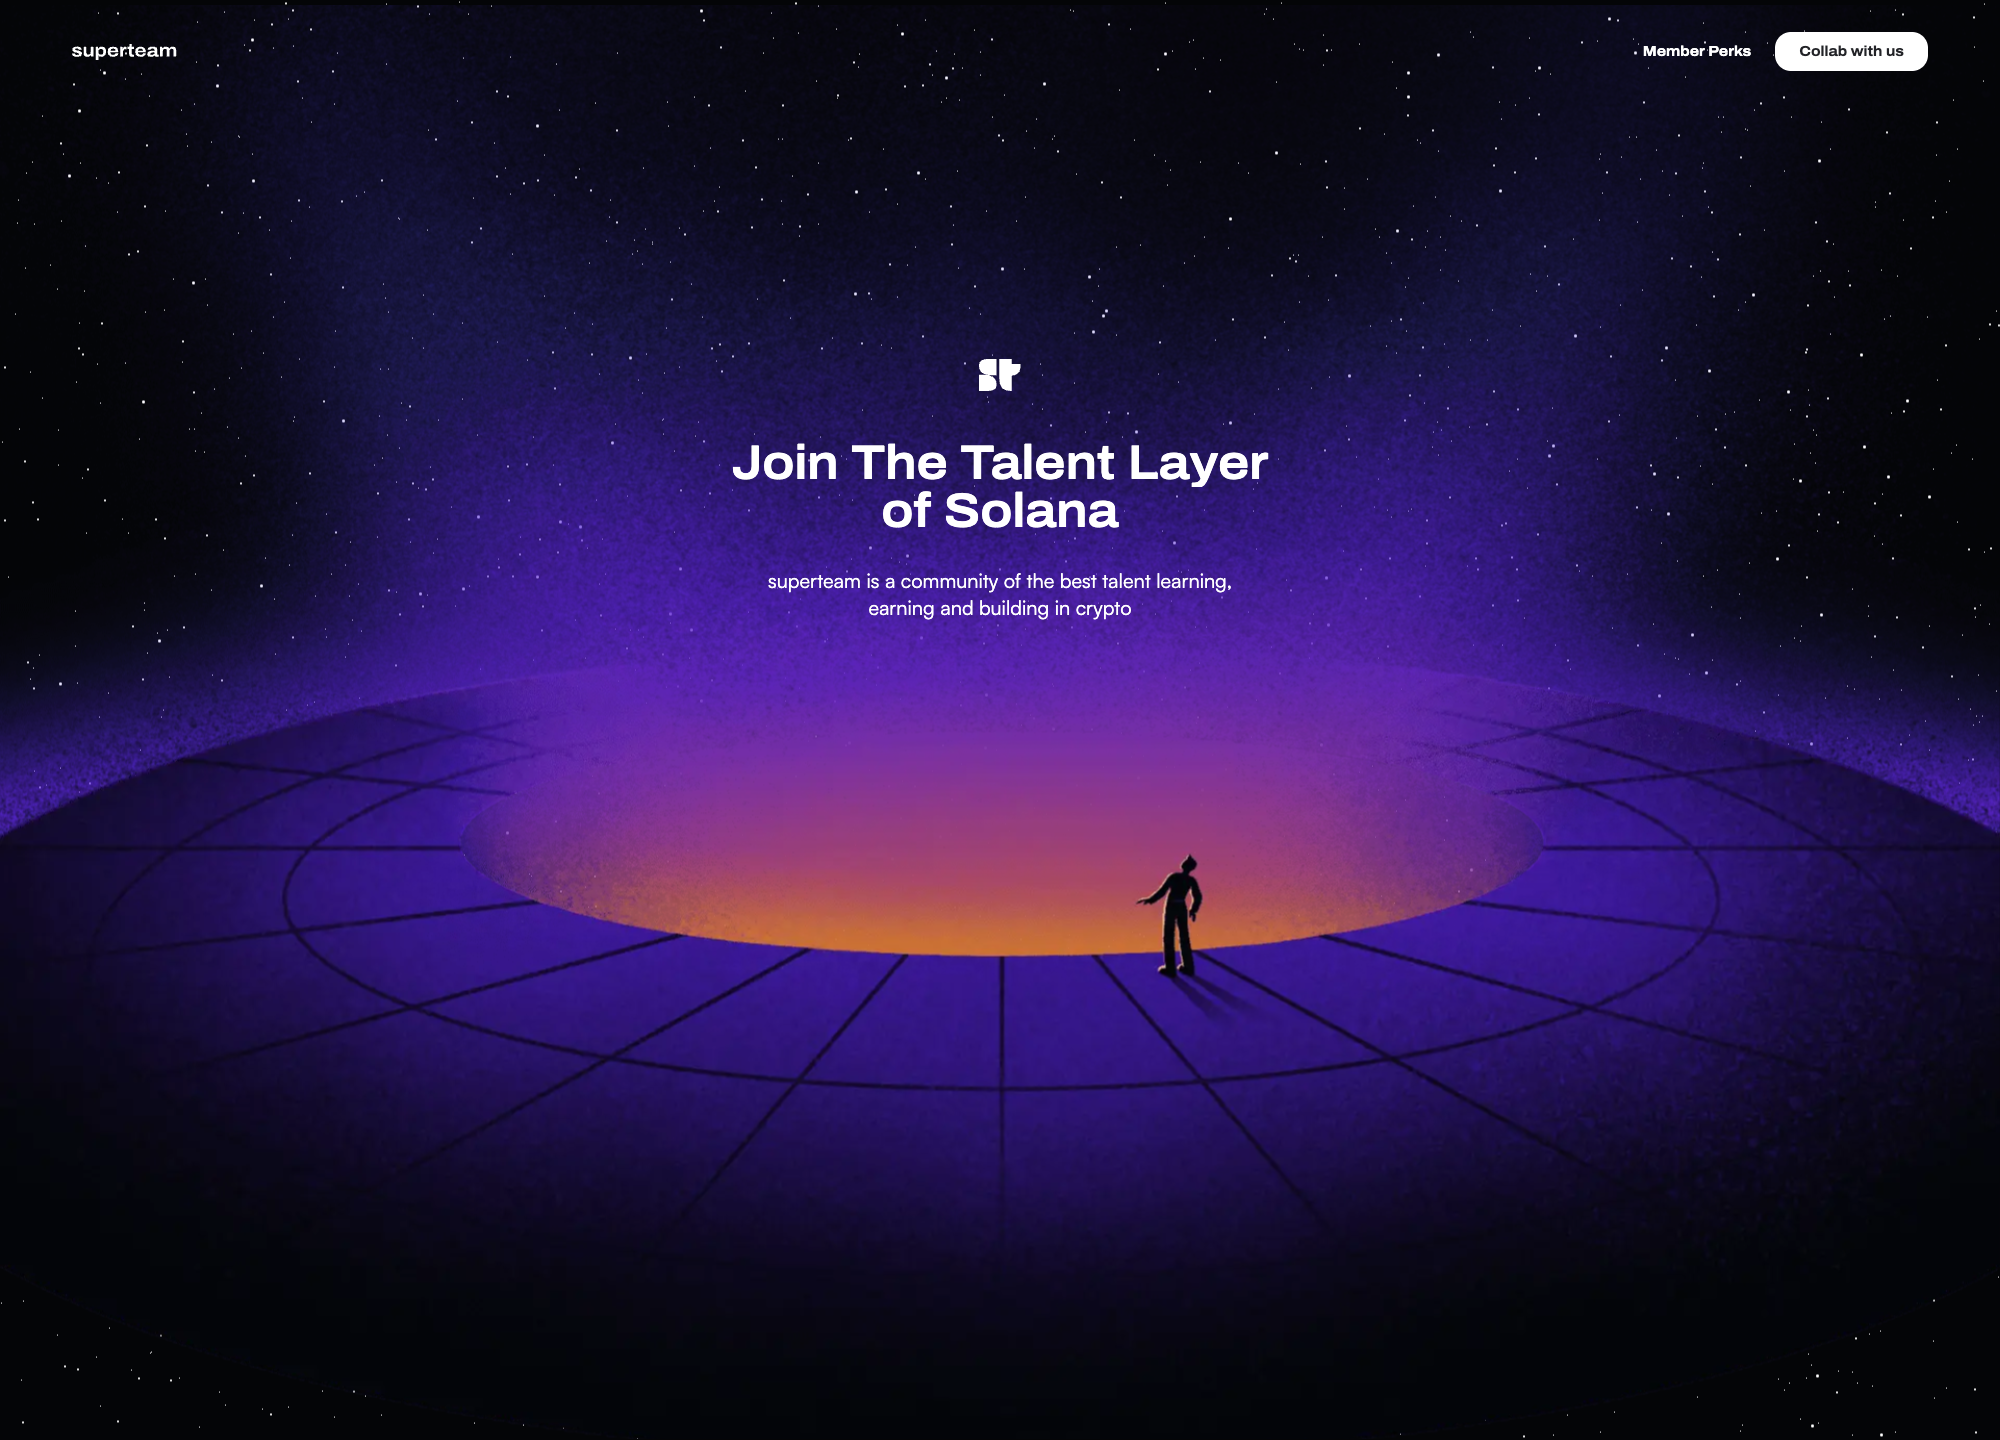 superteam
Member Perks
Collab with us
st
Join The Talent Layer
of Solana
superteam is a community of the best talent learning,
earning and building in crypto